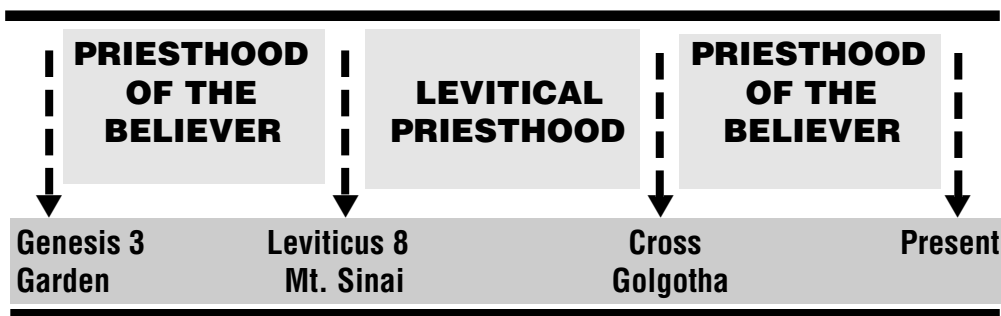 PRIESTHOOD
OF THE
BELIEVER
LEVITICAL
PRIESTHOOD
PRIESTHOOD
OF THE
BELIEVER
Genesis 3
Garden
Leviticus 8
Mt. Sinai
Cross
Golgotha
Present